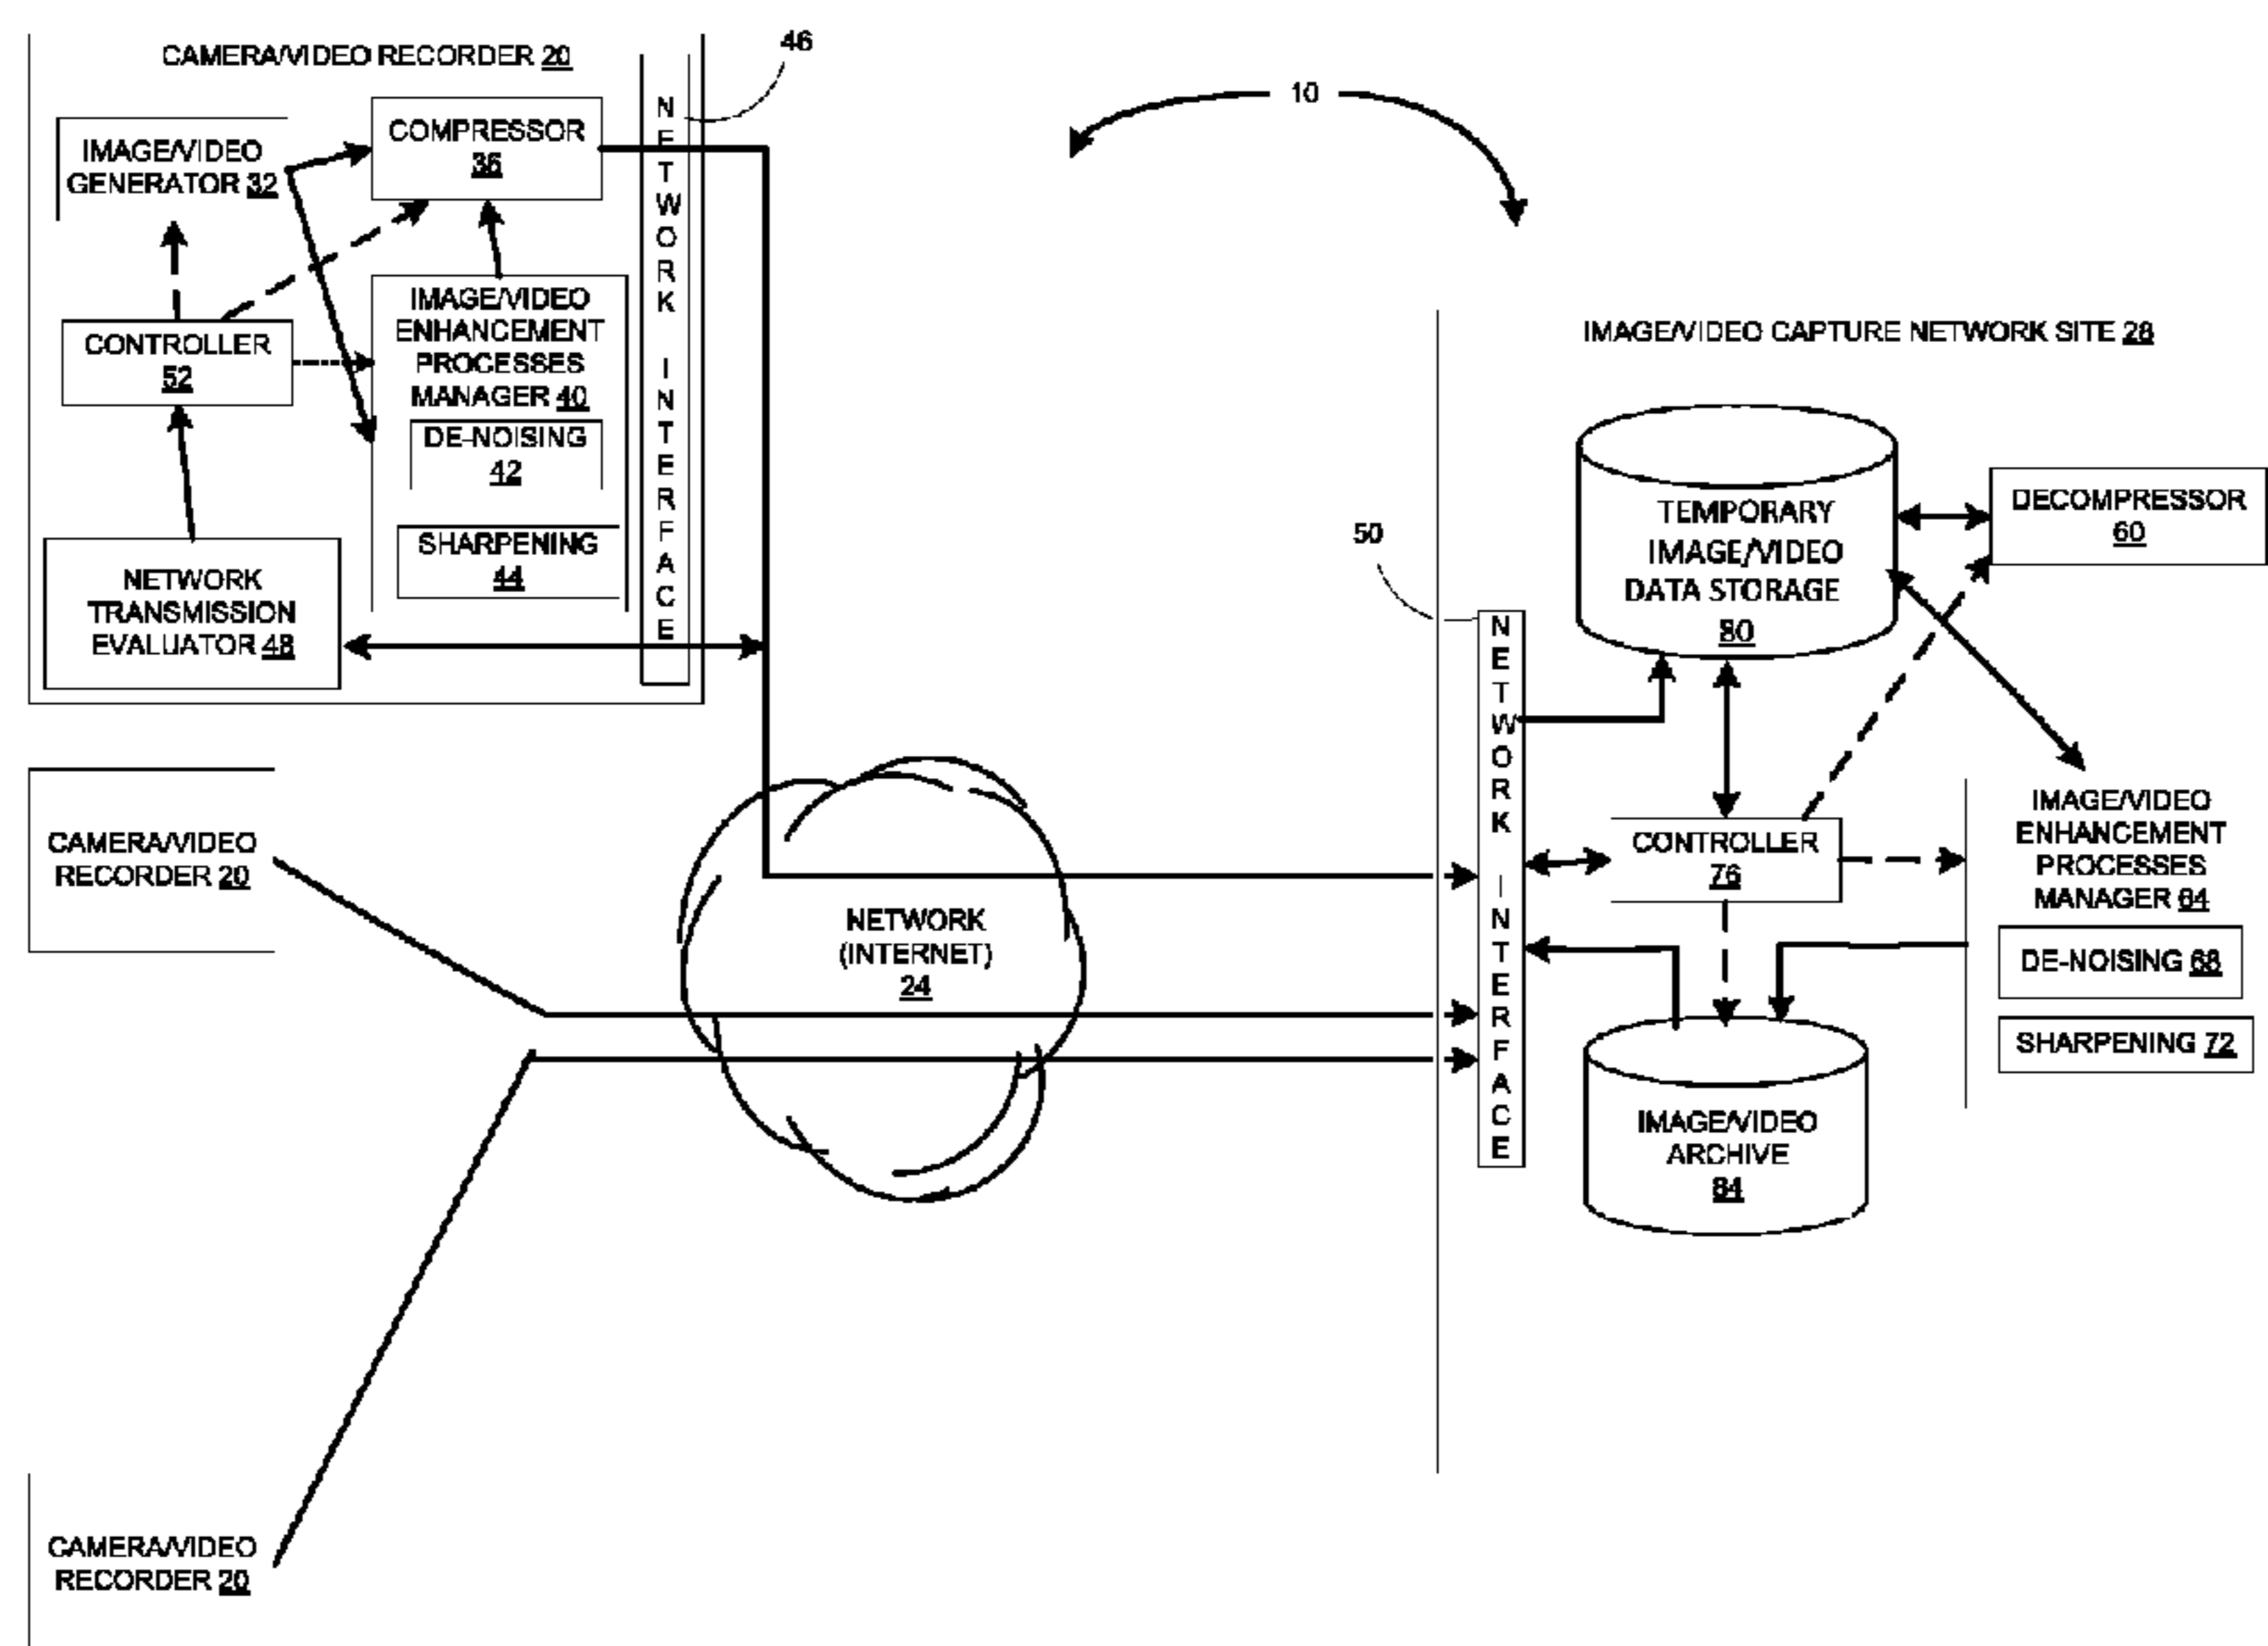 CAMERA/VIDEO RECORDER 20
46
IMAGE/VIDEO
GENERATOR 32
COMPRESSOR
36
CONTROLLER
52
IMAGE/VIDEO
ENHANCEMENT
PROCESSES
MANAGER 40
DE-NOISING
42
SHARPENING
44
NETWORK
TRANSMISSION
EVALUATOR 48
NETWORK INTERFACE
10
CAMERA/VIDEO
RECORDER 20
CAMERA/VIDEO
RECORDER 20
NETWORK
(INTERNET)
24
IMAGE/VIDEO CAPTURE NETWORK SITE 28
50
NETWORK INTERFACE
TEMPORARY
IMAGE/VIDEO
DATA STORAGE
80
DECOMPRESSOR
60
CONTROLLER
76
IMAGE/VIDEO
ENHANCEMENT
PROCESSES
MANAGER 64
DE-NOISING 68
SHARPENING 72
IMAGE/VIDEO
ARCHIVE
84